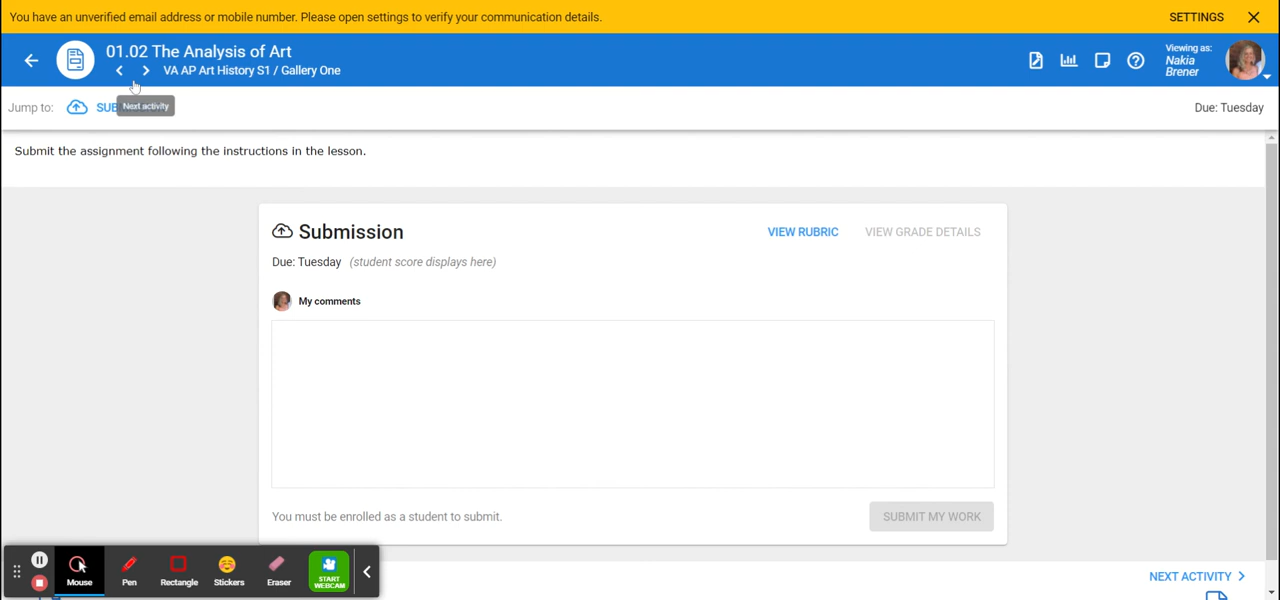 You have an unverified email address or mobile number. Please open settings to verify your communication details.
SETTINGS
01.02 The Analysis of Art
VA AP Art History S1 / Gallery One
Viewing as:
Nakia
Brener
Jump to:
SUB
Next activity
Due: Tuesday
Submit the assignment following the instructions in the lesson.
Submission
VIEW RUBRIC
VIEW GRADE DETAILS
Due: Tuesday (student score displays here)
My comments
You must be enrolled as a student to submit.
SUBMIT MY WORK
Mouse
Pen
Rectangle
Stickers
Eraser
START
WEBCAM
NEXT ACTIVITY